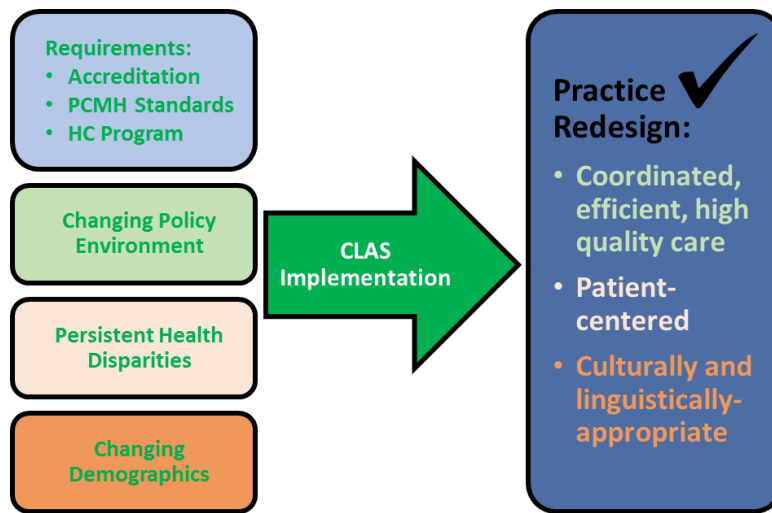 Requirements:
• Accreditation
• PCMH Standards
• HC Program
Changing Policy
Environment
Persistent Health
Disparities
Changing
Demographics
CLAS
Implementation
Practice
Redesign:
• Coordinated,
efficient, high
quality care
• Patient-
centered
• Culturally and
linguistically-
appropriate